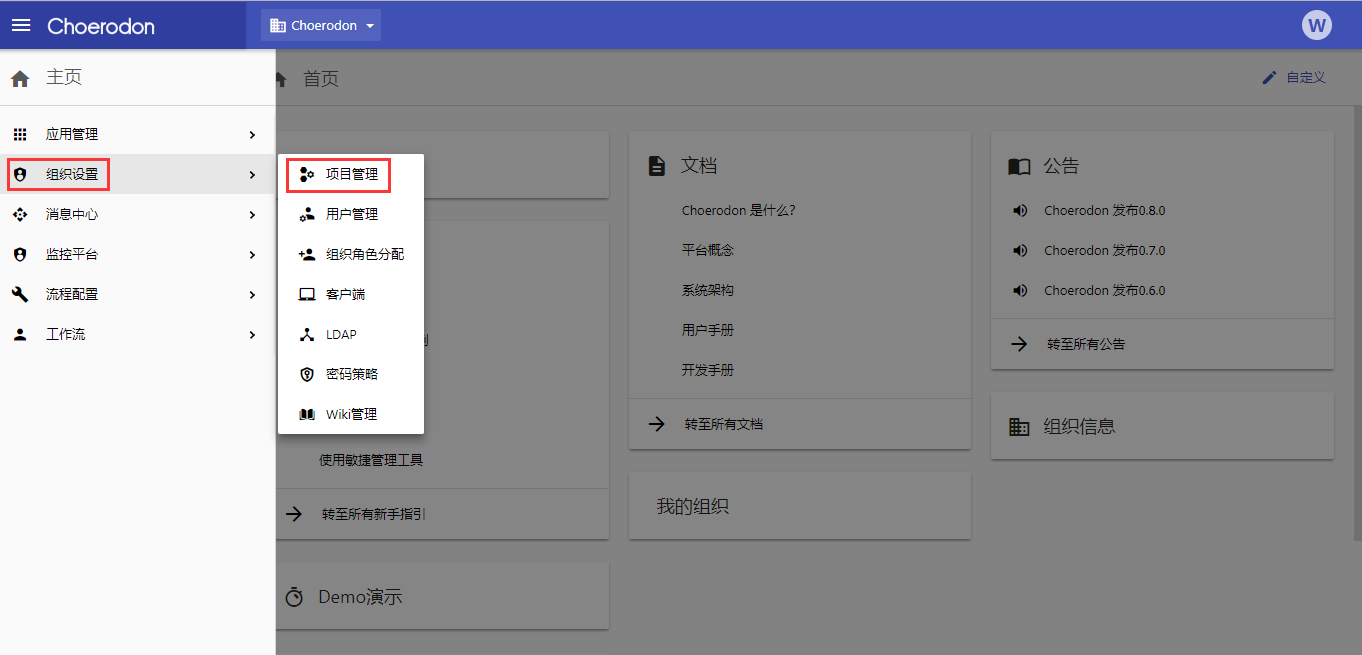 Choerodon
Choerodon
W
主页
首页
自定义
应用管理
组织设置
消息中心
监控平台
流程配置
工作流
项目管理
用户管理
组织角色分配
客户端
LDAP
密码策略
Wiki管理
使用敏捷管理工具
转至所有新手指引
Demo演示
文档
Choerodon 是什么?
平台概念
系统架构
用户手册
开发手册
转至所有文档
我的组织
公告
Choerodon 发布0.8.0
Choerodon 发布0.7.0
Choerodon 发布0.6.0
转至所有公告
组织信息